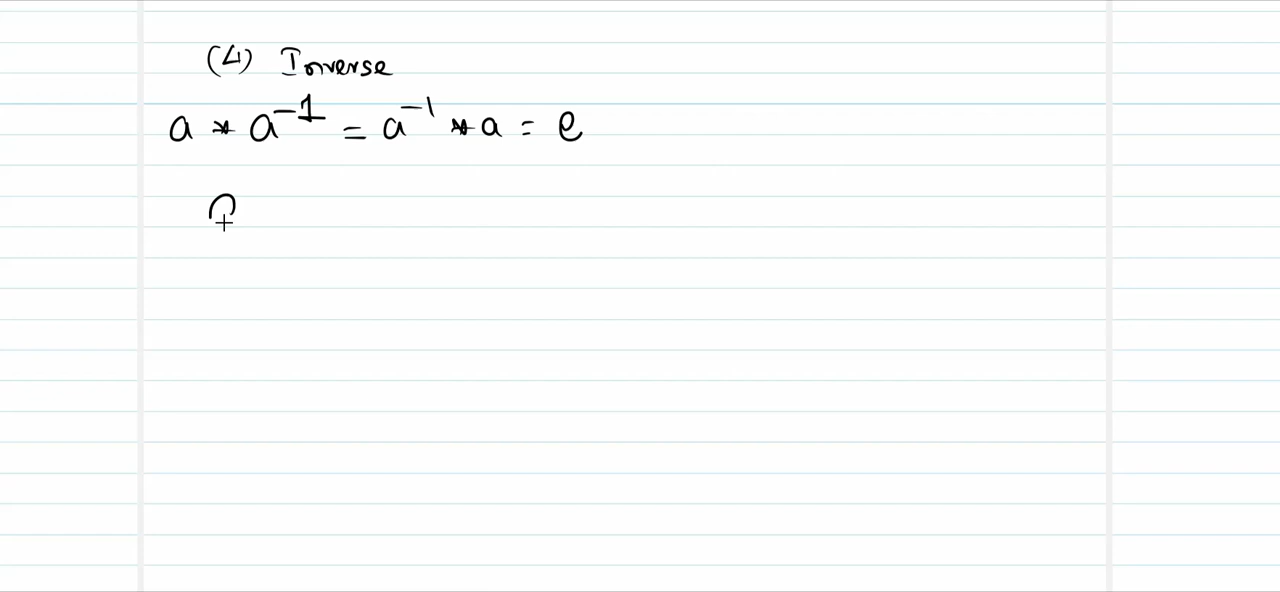 (4) Inverse
a * a⁻¹ = a⁻¹ * a = e